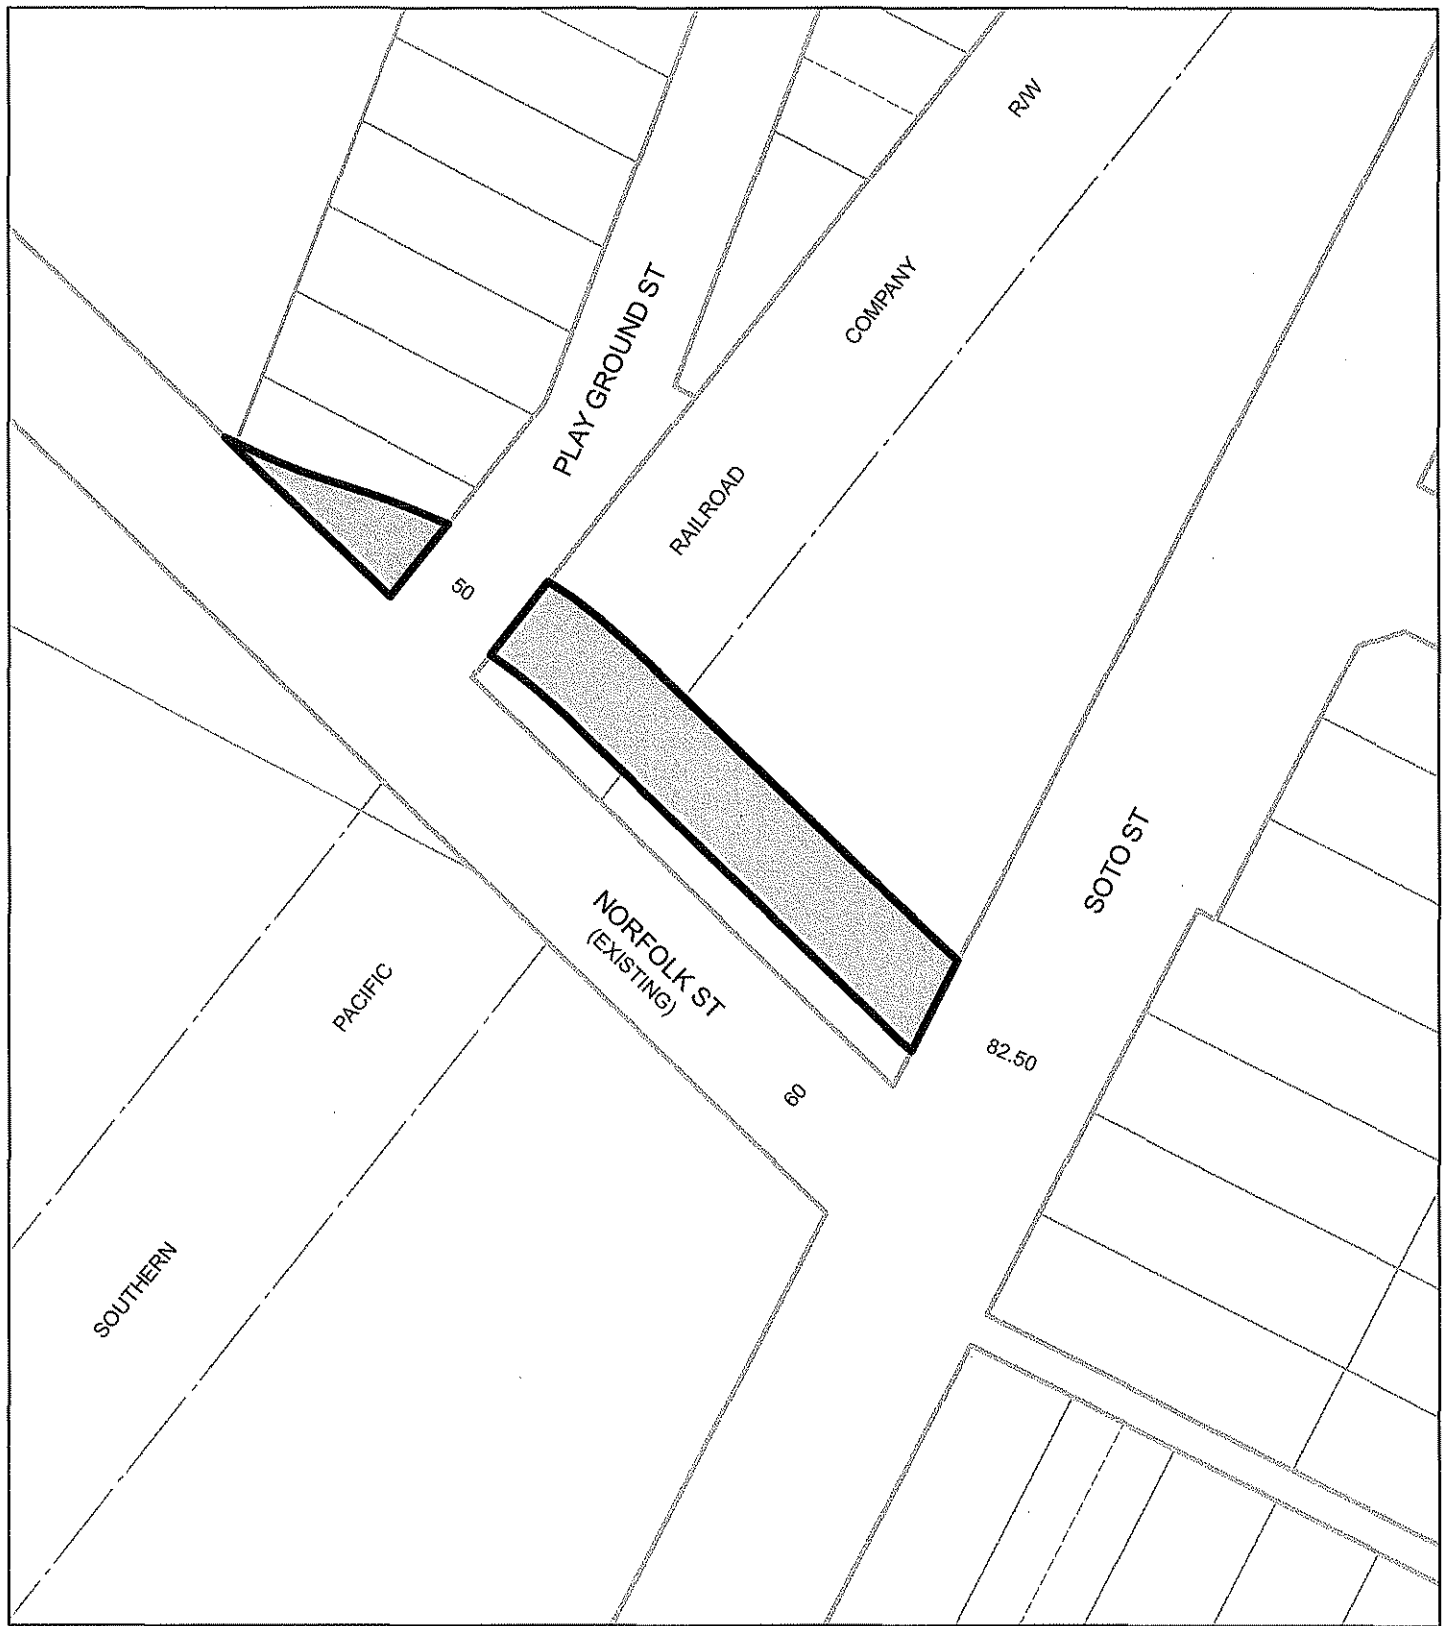 R/W
COMPANY
PLAY GROUND ST
RAILROAD
50
SOTO ST
NORFOLK ST
(EXISTING)
PACIFIC
82.50
60
SOUTHERN